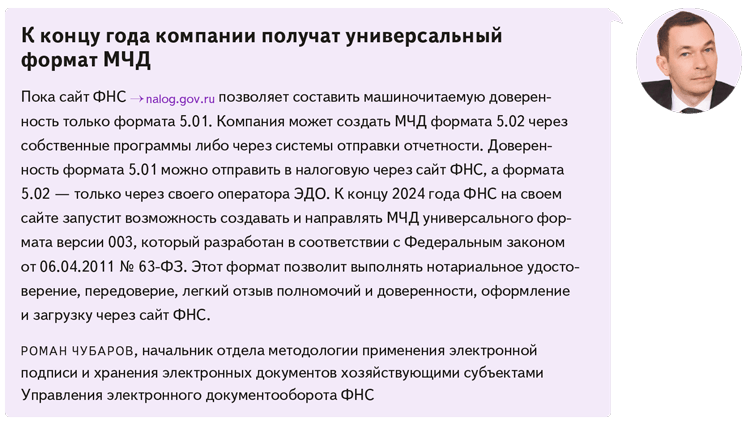 К концу года компании получат универсальный
формат МЧД
Пока сайт ФНС →nalog.gov.ru позволяет составить машиночитаемую доверен-
ность только формата 5.01. Компания может создать МЧД формата 5.02 через
собственные программы либо через системы отправки отчетности. Доверен-
ность формата 5.01 можно отправить в налоговую через сайт ФНС, а формата
5.02 — только через своего оператора ЭДО. К концу 2024 года ФНС на своем
сайте запустит возможность создавать и направлять МЧД универсального фор-
мата версии 003, который разработан в соответствии с Федеральным законом
от 06.04.2011 № 63-ФЗ. Этот формат позволит выполнять нотариальное удосто-
верение, передоверие, легкий отзыв полномочий и доверенности, оформление
и загрузку через сайт ФНС.
РОМАН ЧУБАРОВ, начальник отдела методологии применения электронной
подписи и хранения электронных документов хозяйствующими субъектами
Управления электронного документооборота ФНС